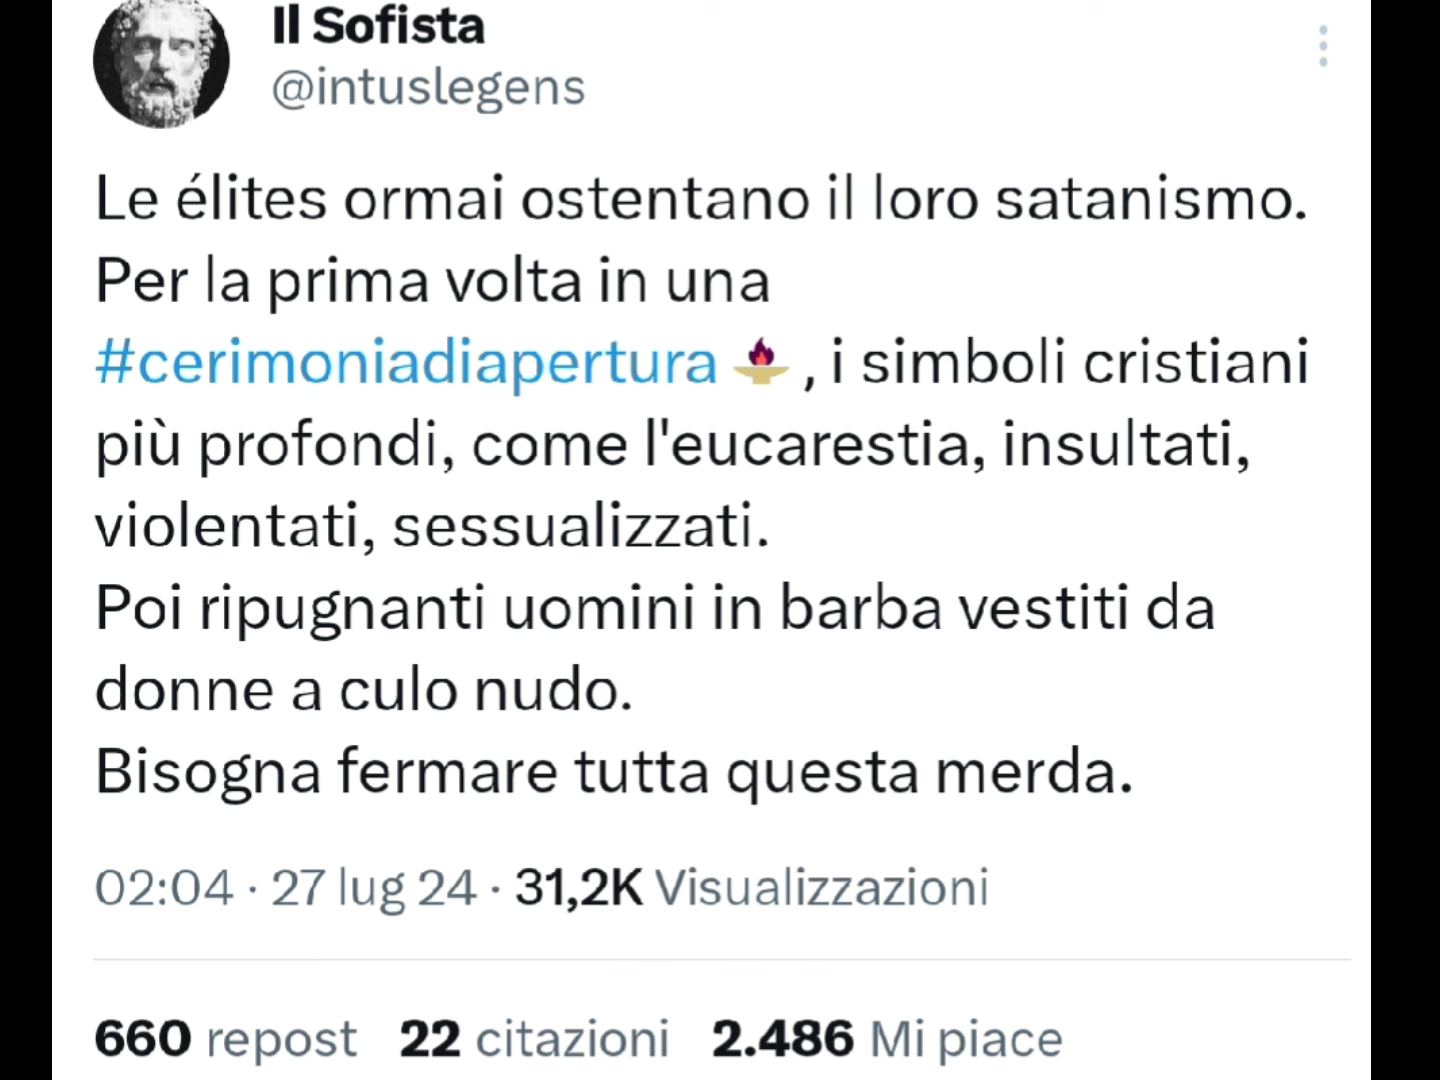 Il Sofista
@intuslegens
Le élites ormai ostentano il loro satanismo.
Per la prima volta in una
#cerimoniadiapertura , i simboli cristiani
più profondi, come l'eucarestia, insultati,
violentati, sessualizzati.
Poi ripugnanti uomini in barba vestiti da
donne a culo nudo.
Bisogna fermare tutta questa merda.
02:04 · 27 lug 24 · 31,2K Visualizzazioni
660 repost 22 citazioni 2.486 Mi piace